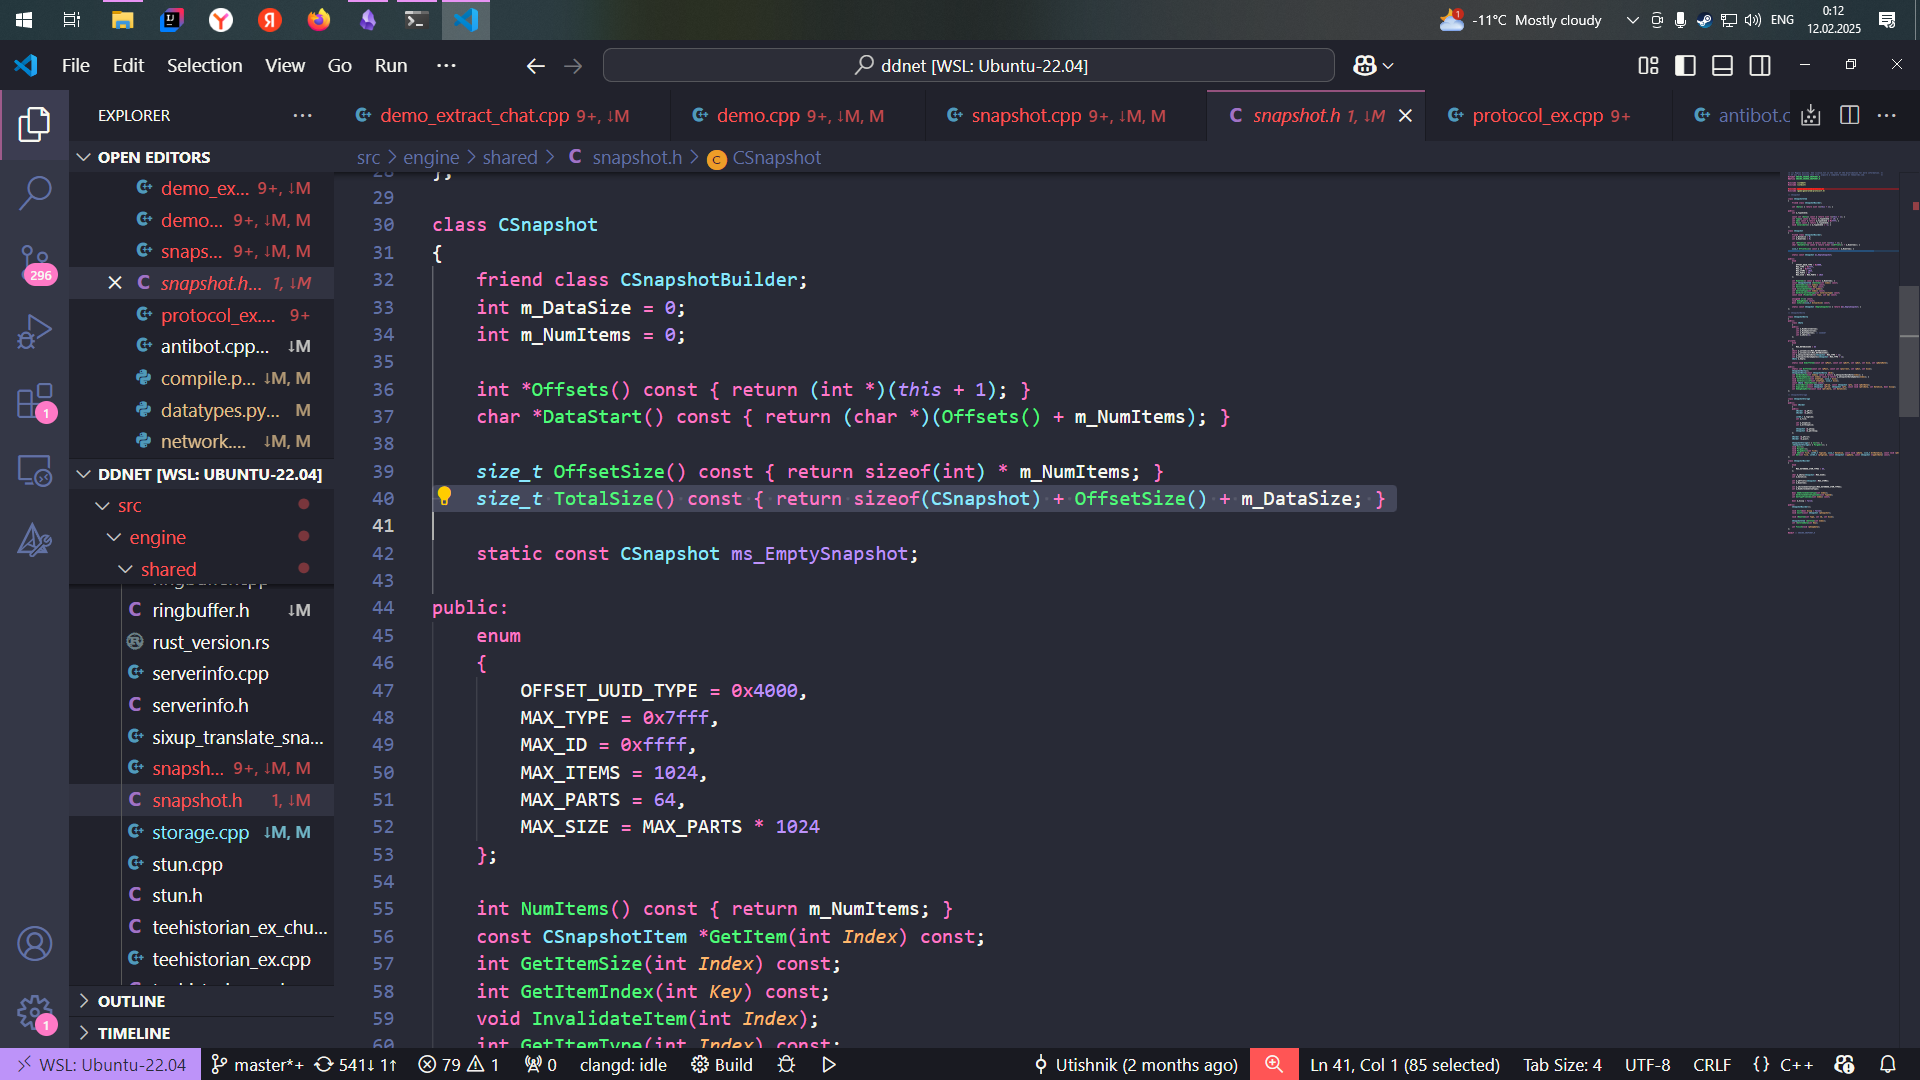 -11°C Mostly cloudy
ENG
0:12
12.02.2025
File Edit Selection View Go Run ···
ddnet [WSL: Ubuntu-22.04]
EXPLORER
demo_extract_chat.cpp 9+, ↓M
demo.cpp 9+, ↓M, M
snapshot.cpp 9+, ↓M, M
snapshot.h 1, ↓M
protocol_ex.cpp 9+
antibot.c
src > engine > shared > C snapshot.h > CSnapshot
OPEN EDITORS
demo_ex... 9+, ↓M
demo... 9+, ↓M, M
snaps... 9+, ↓M, M
C snapshot.h... 1, ↓M
protocol_ex.... 9+
antibot.cpp... ↓M
compile.p... ↓M, M
datatypes.py... M
network.... ↓M, M
DDNET [WSL: UBUNTU-22.04]
src
engine
shared
ringbuffer.cpp
C ringbuffer.h ↓M
rust_version.rs
serverinfo.cpp
C serverinfo.h
sixup_translate_sna...
snapsh... 9+, ↓M, M
C snapshot.h 1, ↓M
storage.cpp ↓M, M
stun.cpp
C stun.h
C teehistorian_ex_chu...
teehistorian_ex.cpp
OUTLINE
TIMELINE
296
1
1
28 };
29
30 class CSnapshot
31 {
32 friend class CSnapshotBuilder;
33 int m_DataSize = 0;
34 int m_NumItems = 0;
35
36 int *Offsets() const { return (int *)(this + 1); }
37 char *DataStart() const { return (char *)(Offsets() + m_NumItems); }
38
39 size_t OffsetSize() const { return sizeof(int) * m_NumItems; }
40 size_t TotalSize() const { return sizeof(CSnapshot) + OffsetSize() + m_DataSize; }
41
42 static const CSnapshot ms_EmptySnapshot;
43
44 public:
45 enum
46 {
47 OFFSET_UUID_TYPE = 0x4000,
48 MAX_TYPE = 0x7fff,
49 MAX_ID = 0xffff,
50 MAX_ITEMS = 1024,
51 MAX_PARTS = 64,
52 MAX_SIZE = MAX_PARTS * 1024
53 };
54
55 int NumItems() const { return m_NumItems; }
56 const CSnapshotItem *GetItem(int Index) const;
57 int GetItemSize(int Index) const;
58 int GetItemIndex(int Key) const;
59 void InvalidateItem(int Index);
60 int GetItemType(int Index) const;
WSL: Ubuntu-22.04 master*+ 541↓ 1↑ 79 1 0 clangd: idle Build Utishnik (2 months ago) Ln 41, Col 1 (85 selected) Tab Size: 4 UTF-8 CRLF {} C++